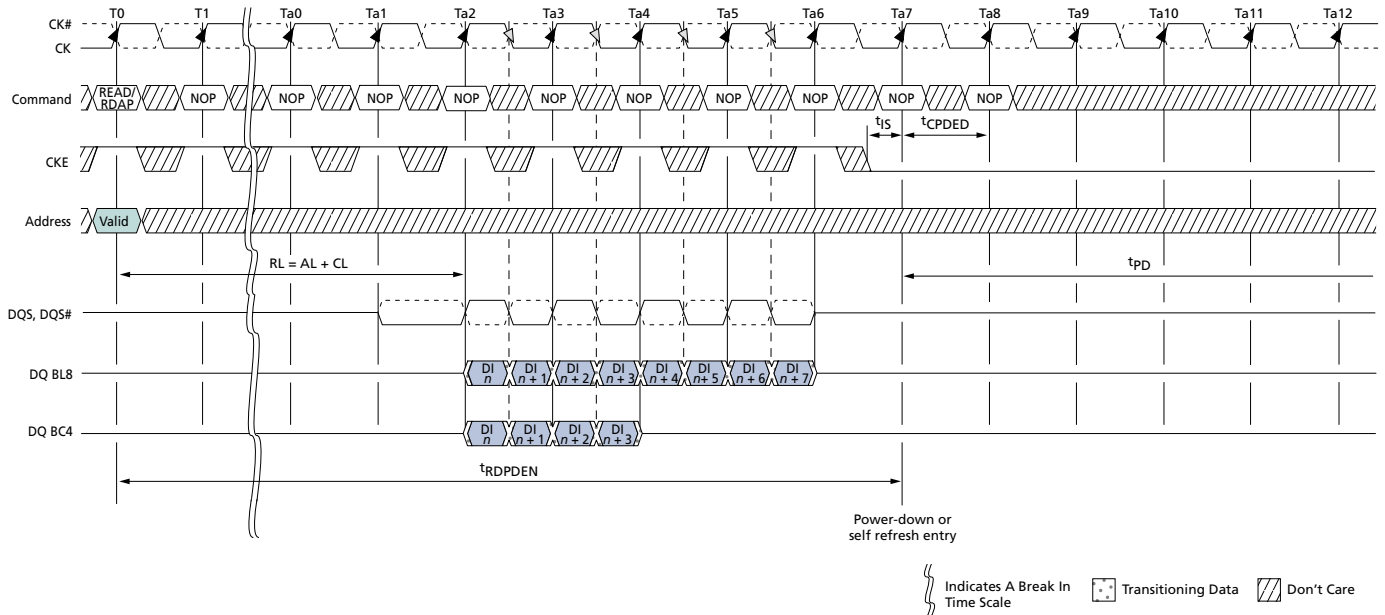 T0 T1 Ta0 Ta1 Ta2 Ta3 Ta4 Ta5 Ta6 Ta7 Ta8 Ta9 Ta10 Ta11 Ta12
CK#
CK
Command READ/ RDAP NOP NOP NOP NOP NOP NOP NOP NOP NOP NOP
tIS tCPDED
CKE
Address Valid
RL = AL + CL tPD
DQS, DQS#
DQ BL8 DI n DI n + 1 DI n + 2 DI n + 3 DI n + 4 DI n + 5 DI n + 6 DI n + 7
DQ BC4 DI n DI n + 1 DI n + 2 DI n + 3
tRDPDEN
Power-down or
self refresh entry
Indicates A Break In
Time Scale
Transitioning Data
Don't Care